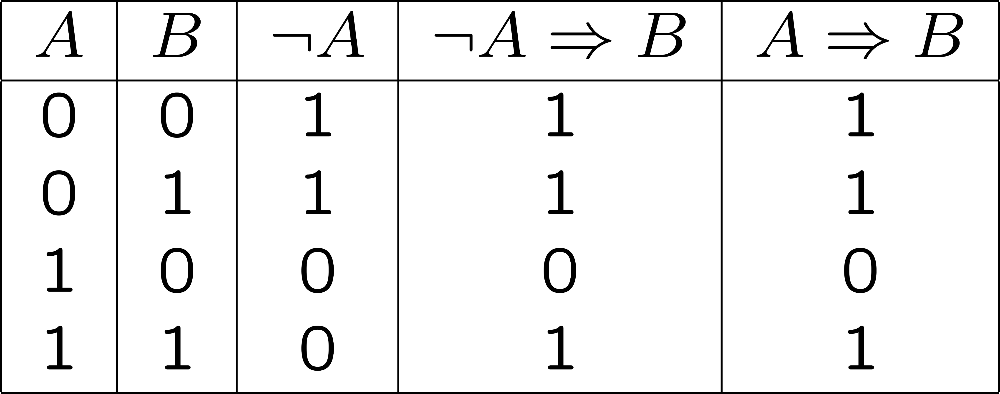 A B ¬A ¬A ⇒ B A ⇒ B
0 0 1 1 1
0 1 1 1 1
1 0 0 0 0
1 1 0 1 1